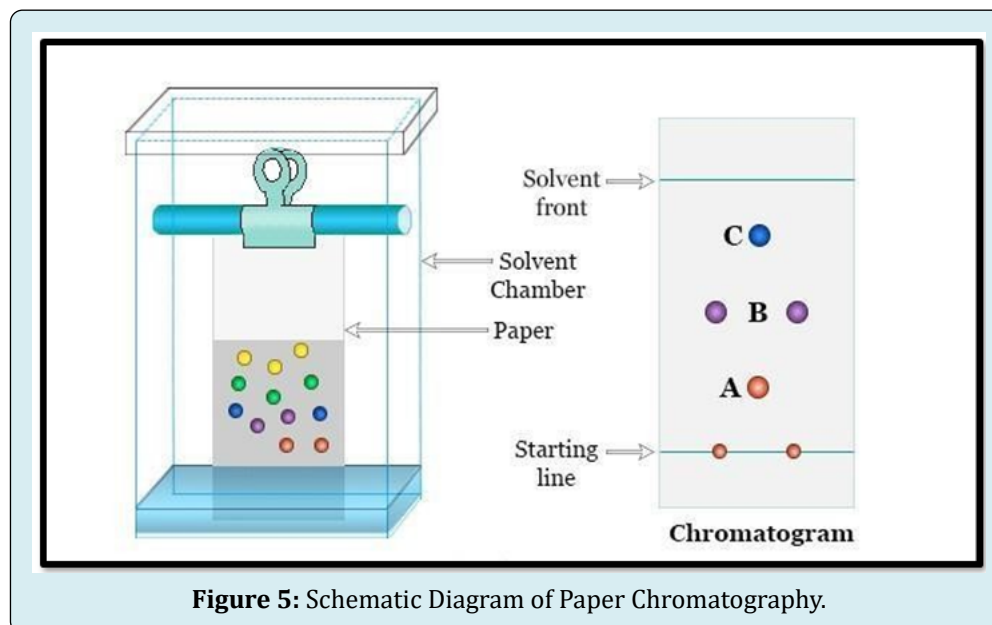 Solvent
front
C
Solvent
Chamber
B
Paper
A
Starting
line
Chromatogram
Figure 5: Schematic Diagram of Paper Chromatography.